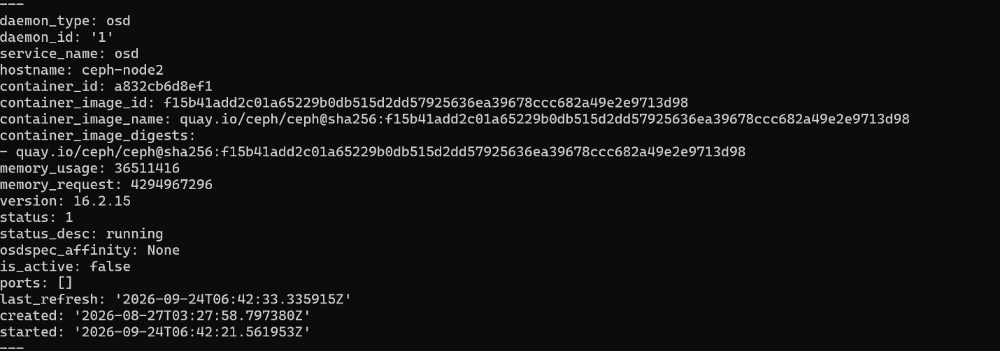 ---
daemon_type: osd
daemon_id: '1'
service_name: osd
hostname: ceph-node2
container_id: a832cb6d8ef1
container_image_id: f15b41add2c01a65229b0db515d2dd57925636ea39678ccc682a49e2e9713d98
container_image_name: quay.io/ceph/ceph@sha256:f15b41add2c01a65229b0db515d2dd57925636ea39678ccc682a49e2e9713d98
container_image_digests:
- quay.io/ceph/ceph@sha256:f15b41add2c01a65229b0db515d2dd57925636ea39678ccc682a49e2e9713d98
memory_usage: 36511416
memory_request: 4294967296
version: 16.2.15
status: 1
status_desc: running
osdspec_affinity: None
is_active: false
ports: []
last_refresh: '2026-09-24T06:42:33.335915Z'
created: '2026-08-27T03:27:58.797380Z'
started: '2026-09-24T06:42:21.561953Z'
---